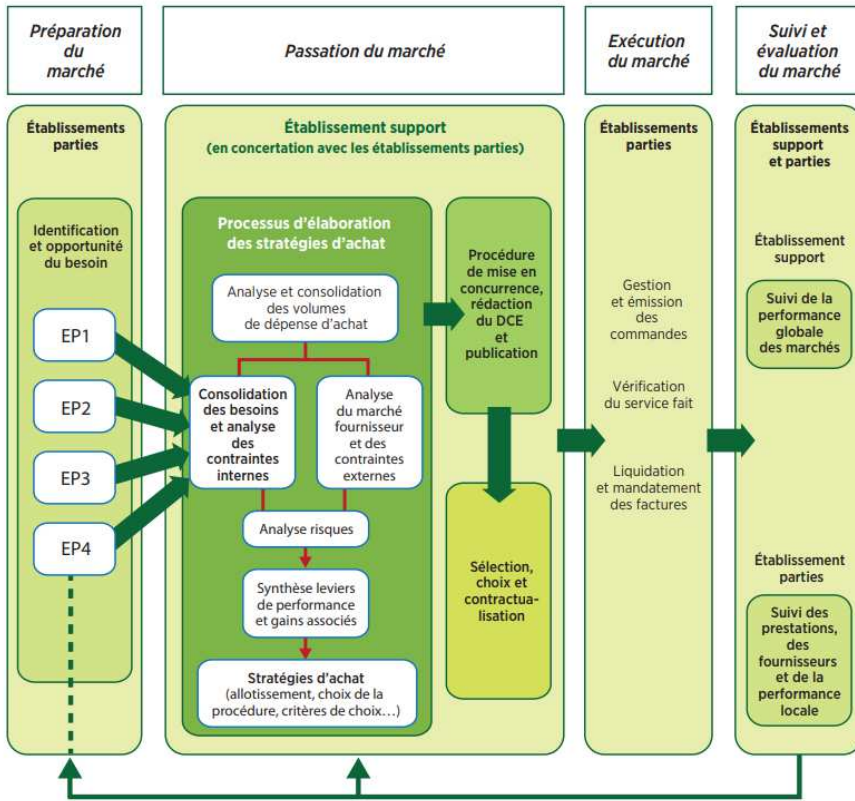 Préparation
du
marché
Passation du marché
Exécution
du marché
Suivi et
évaluation
du marché
Établissements
parties
Identification
et opportunité
du besoin
EP1
EP2
EP3
EP4
Établissement support
(en concertation avec les établissements parties)
Processus d’élaboration
des stratégies d’achat
Analyse et consolidation
des volumes
de dépense d’achat
Consolidation
des besoins
et analyse
des
contraintes
internes
Analyse
du marché
fournisseur
et des
contraintes
externes
Analyse risques
Synthèse leviers
de performance
et gains associés
Stratégies d’achat
(allotissement, choix de la
procédure, critères de choix…)
Procédure
de mise en
concurrence,
rédaction
du DCE
et
publication
Sélection,
choix et
contractua-
lisation
Établissements
parties
Gestion
et émission
des
commandes
Vérification
du service fait
Liquidation
et mandatement
des factures
Établissements
support
et parties
Établissement
support
Suivi de la
performance
globale
des marchés
Établissement
parties
Suivi des
prestations,
des
fournisseurs
et de la
performance
locale